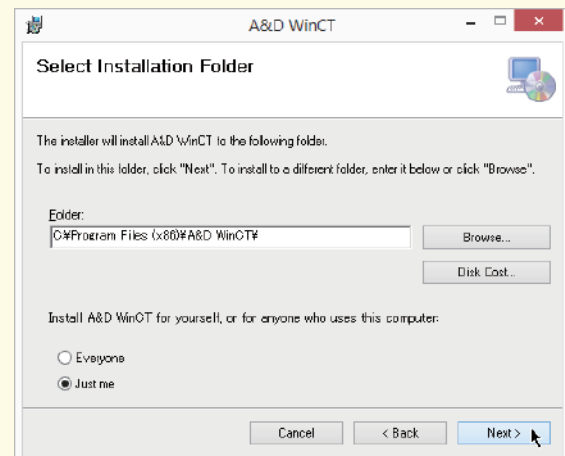 A&D WinCT
Select Installation Folder
The installer will install A&D WinCT to the following folder.
To install in this folder, click "Next". To install to a different folder, enter it below or click "Browse".
Folder:
C¥Program Files (x86)¥A&D WinCT¥
Browse...
Disk Cost...
Install A&D WinCT for yourself, or for anyone who uses this computer:
Everyone
Just me
Cancel
< Back
Next >